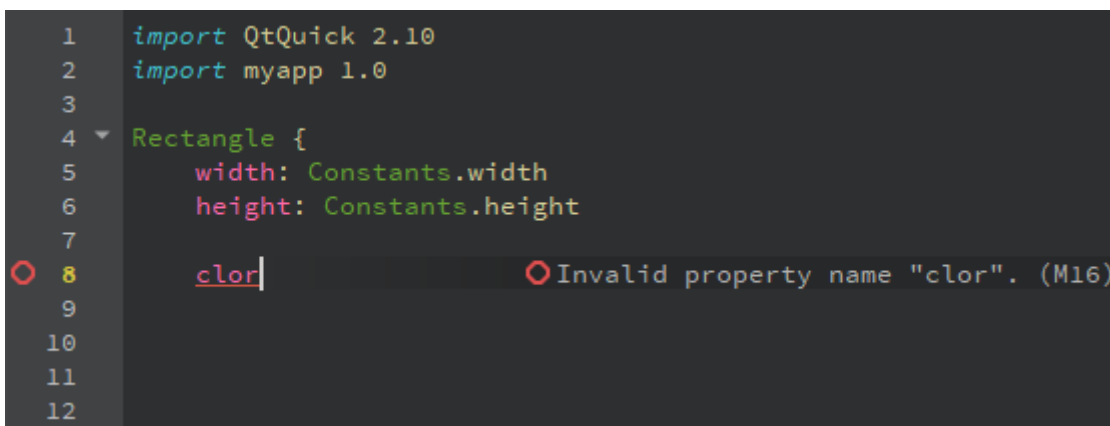 1 import QtQuick 2.10
2 import myapp 1.0
3
4 Rectangle {
5 width: Constants.width
6 height: Constants.height
7
8 clor Invalid property name "clor". (M16)
9
10
11
12